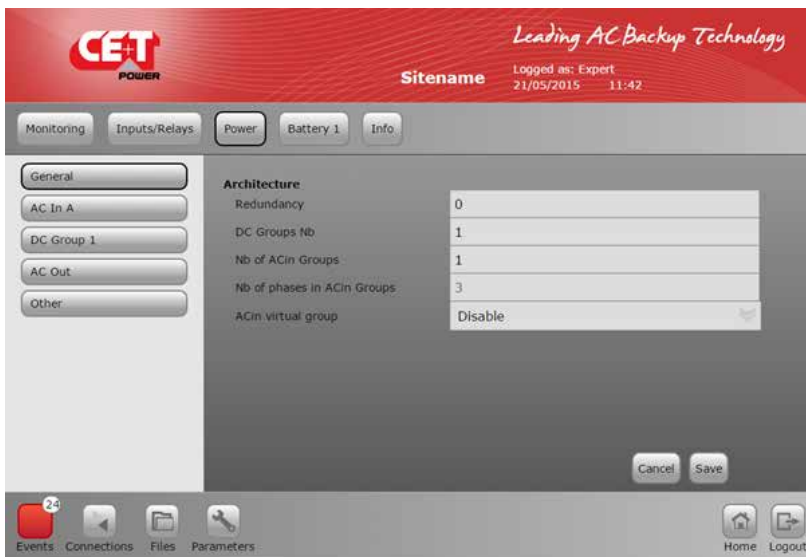 CE+T
POWER
Leading AC Backup Technology
Sitename
Logged as: Expert
21/05/2015 11:42
Monitoring Inputs/Relays Power Battery 1 Info
General
AC In A
DC Group 1
AC Out
Other
Architecture
Redundancy 0
DC Groups Nb 1
Nb of ACin Groups 1
Nb of phases in ACin Groups 3
ACin virtual group Disable
Cancel Save
24
Events Connections Files Parameters Home Logout